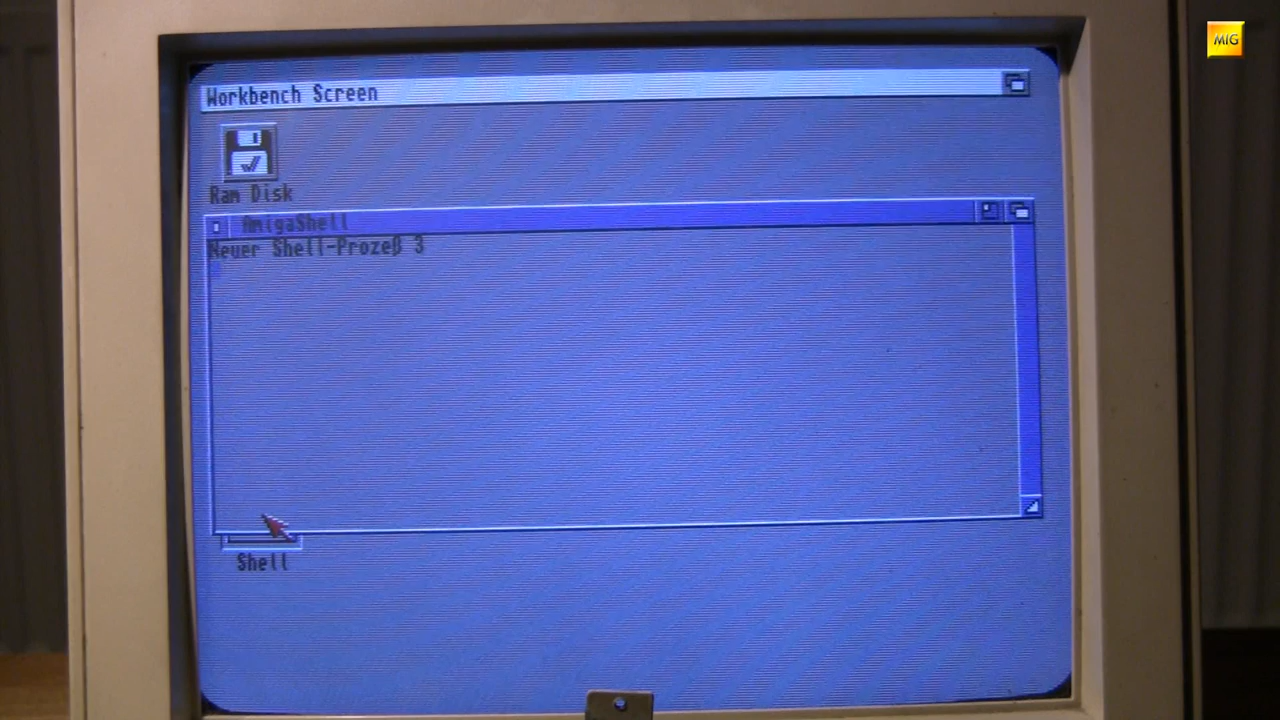 MIG
Workbench Screen
Ram Disk
AmigaShell
Neuer Shell-Prozeß 3
Shell